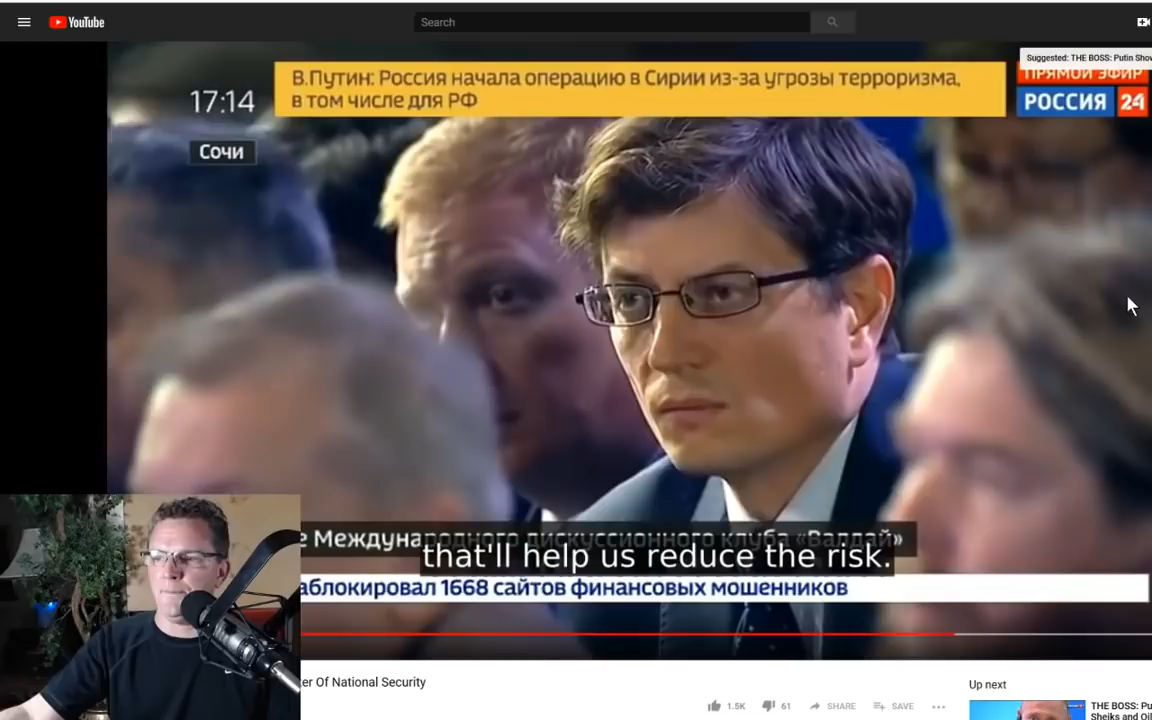 YouTube
Search
Suggested: THE BOSS: Putin Sho
17:14
В.Путин: Россия начала операцию в Сирии из-за угрозы терроризма,
в том числе для РФ
ПРЯМОЙ ЭФИР
РОССИЯ 24
Сочи
е Международного дискуссионного клуба «Валдай»
that'll help us reduce the risk.
аблокировал 1668 сайтов финансовых мошенников
er Of National Security
Up next
1.5K
61
SHARE
SAVE
THE BOSS: Pu
Sheiks and Oi